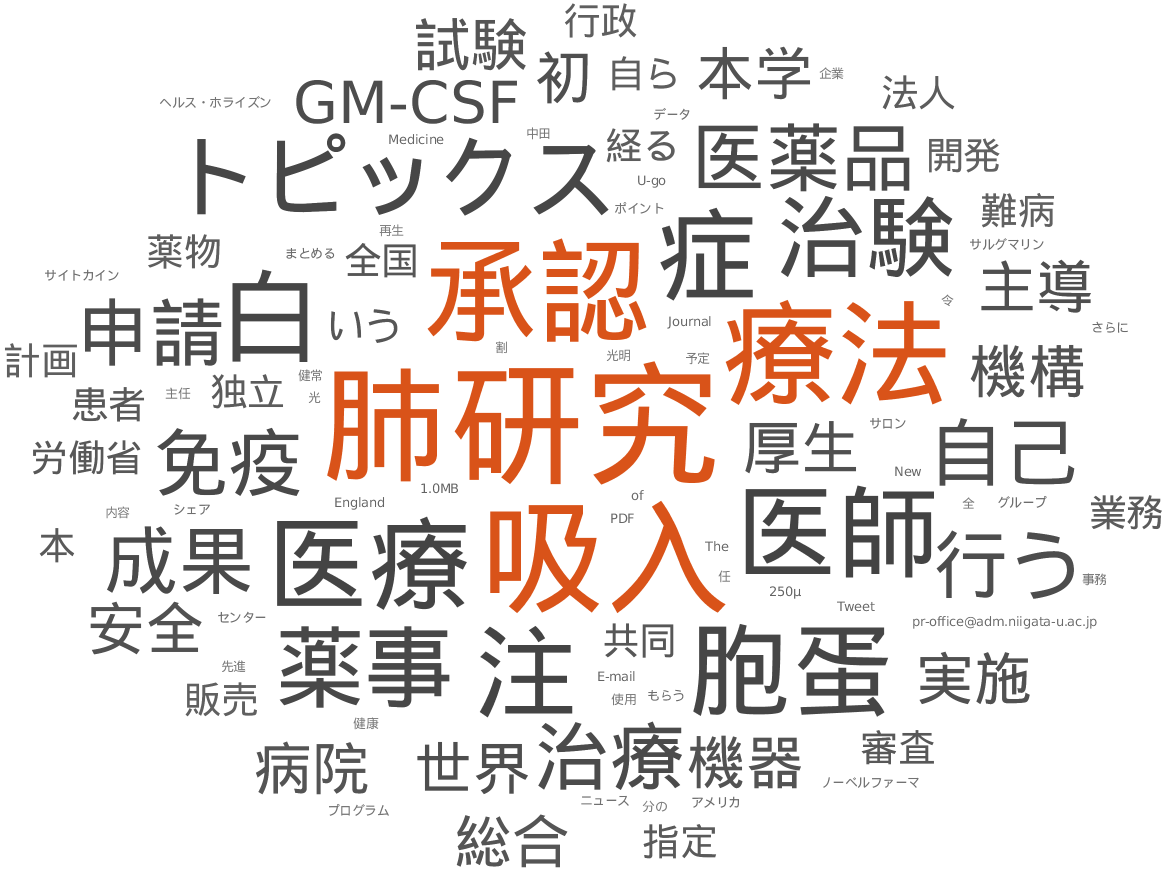 行政
試験
初
自ら
本学
企業
法人
ヘルス・ホライズン
GM-CSF
データ
トピックス
Medicine
中田
経る
医薬品
開発
U-go
ポイント
難病
再生
症
治験
サルグマリン
薬物
まとめる
全国
承認
主導
サイトカイン
申請
白
いう
Journal
療法
令
さらに
計画
割
光明
予定
機構
患者
主任
独立
健常
光
肺研究
サロン
労働省
免疫
厚生
自己
England
1.0MB
of
New
全
グループ
業務
内容
シェア
PDF
本
成果
医療
吸入
The
任
医師
行う
事務
250μ
安全
センター
Tweet
pr-office@adm.niigata-u.ac.jp
薬事
注
共同
胞蛋
先進
E-mail
実施
販売
使用
もらう
健康
病院
世界
治療
機器
審査
ノーベルファーマ
プログラム
ニュース
分の
アメリカ
総合
指定